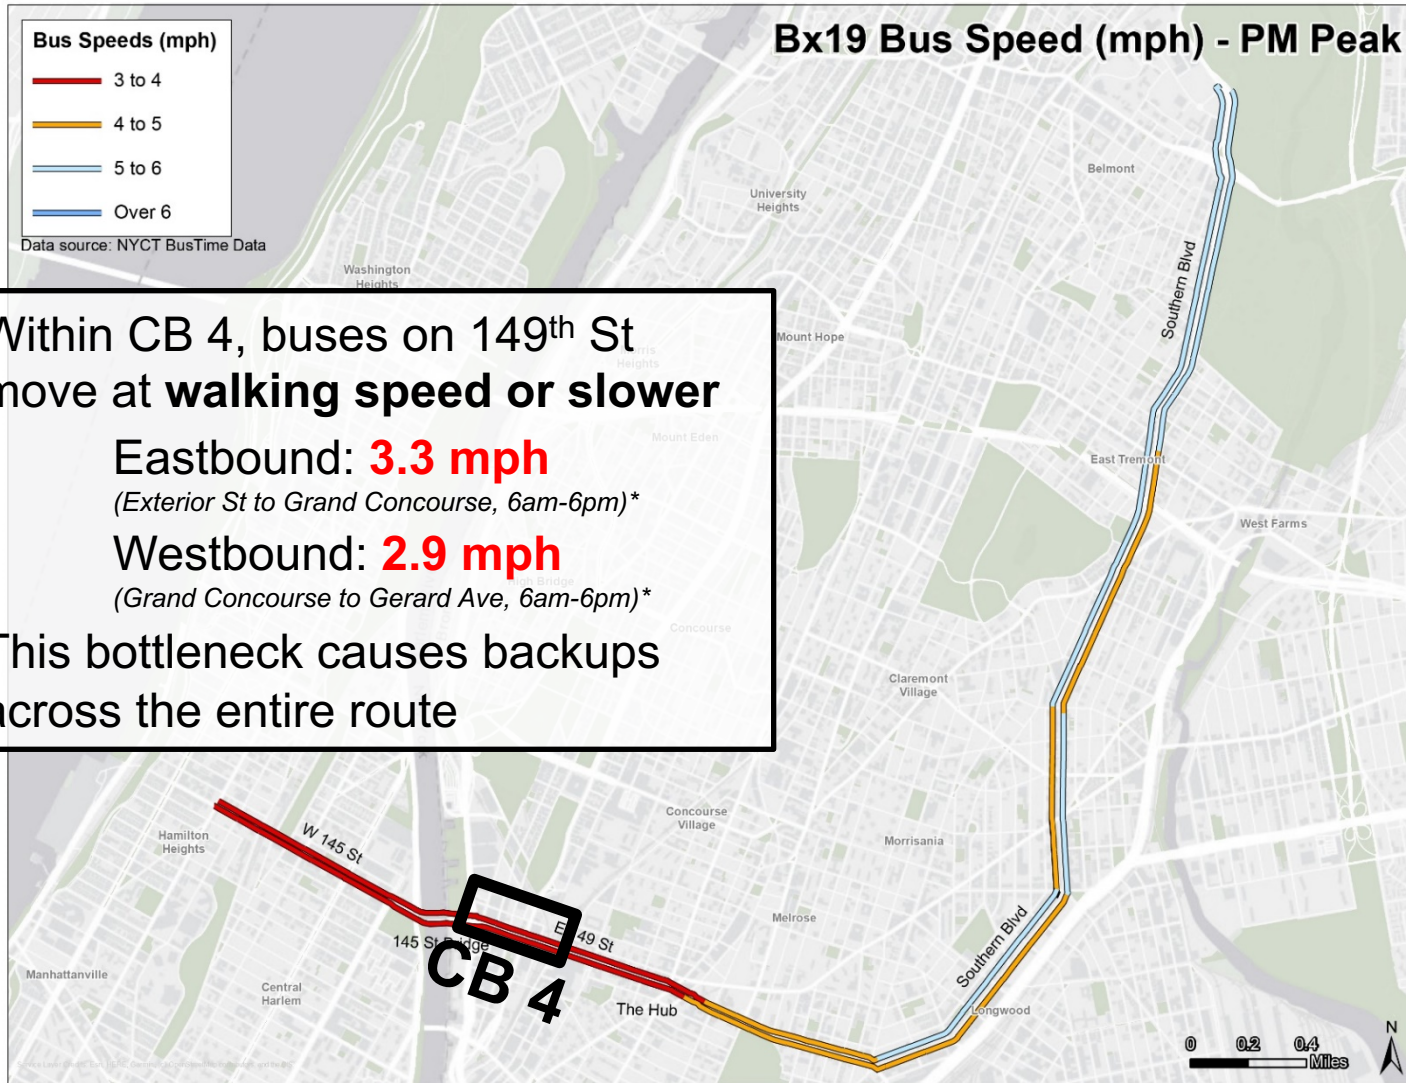 Bus Speeds (mph)
3 to 4
4 to 5
5 to 6
Over 6
Data source: NYCT BusTime Data
Bx19 Bus Speed (mph) - PM Peak
Belmont
University
Heights
Washington
Heights
Southern Blvd
Within CB 4, buses on 149th St
move at walking speed or slower
Eastbound: 3.3 mph
(Exterior St to Grand Concourse, 6am-6pm)*
Westbound: 2.9 mph
(Grand Concourse to Gerard Ave, 6am-6pm)*
This bottleneck causes backups
across the entire route
Morris
Heights
Mount Hope
Mount Eden
East Tremont
West Farms
High Bridge
Concourse
Claremont
Village
Concourse
Village
Hamilton
Heights
W 145 St
Morrisania
Melrose
145 St Bridge
E 149 St
CB 4
Southern Blvd
Manhattanville
Central
Harlem
The Hub
Longwood
0 0.2 0.4
Miles
N